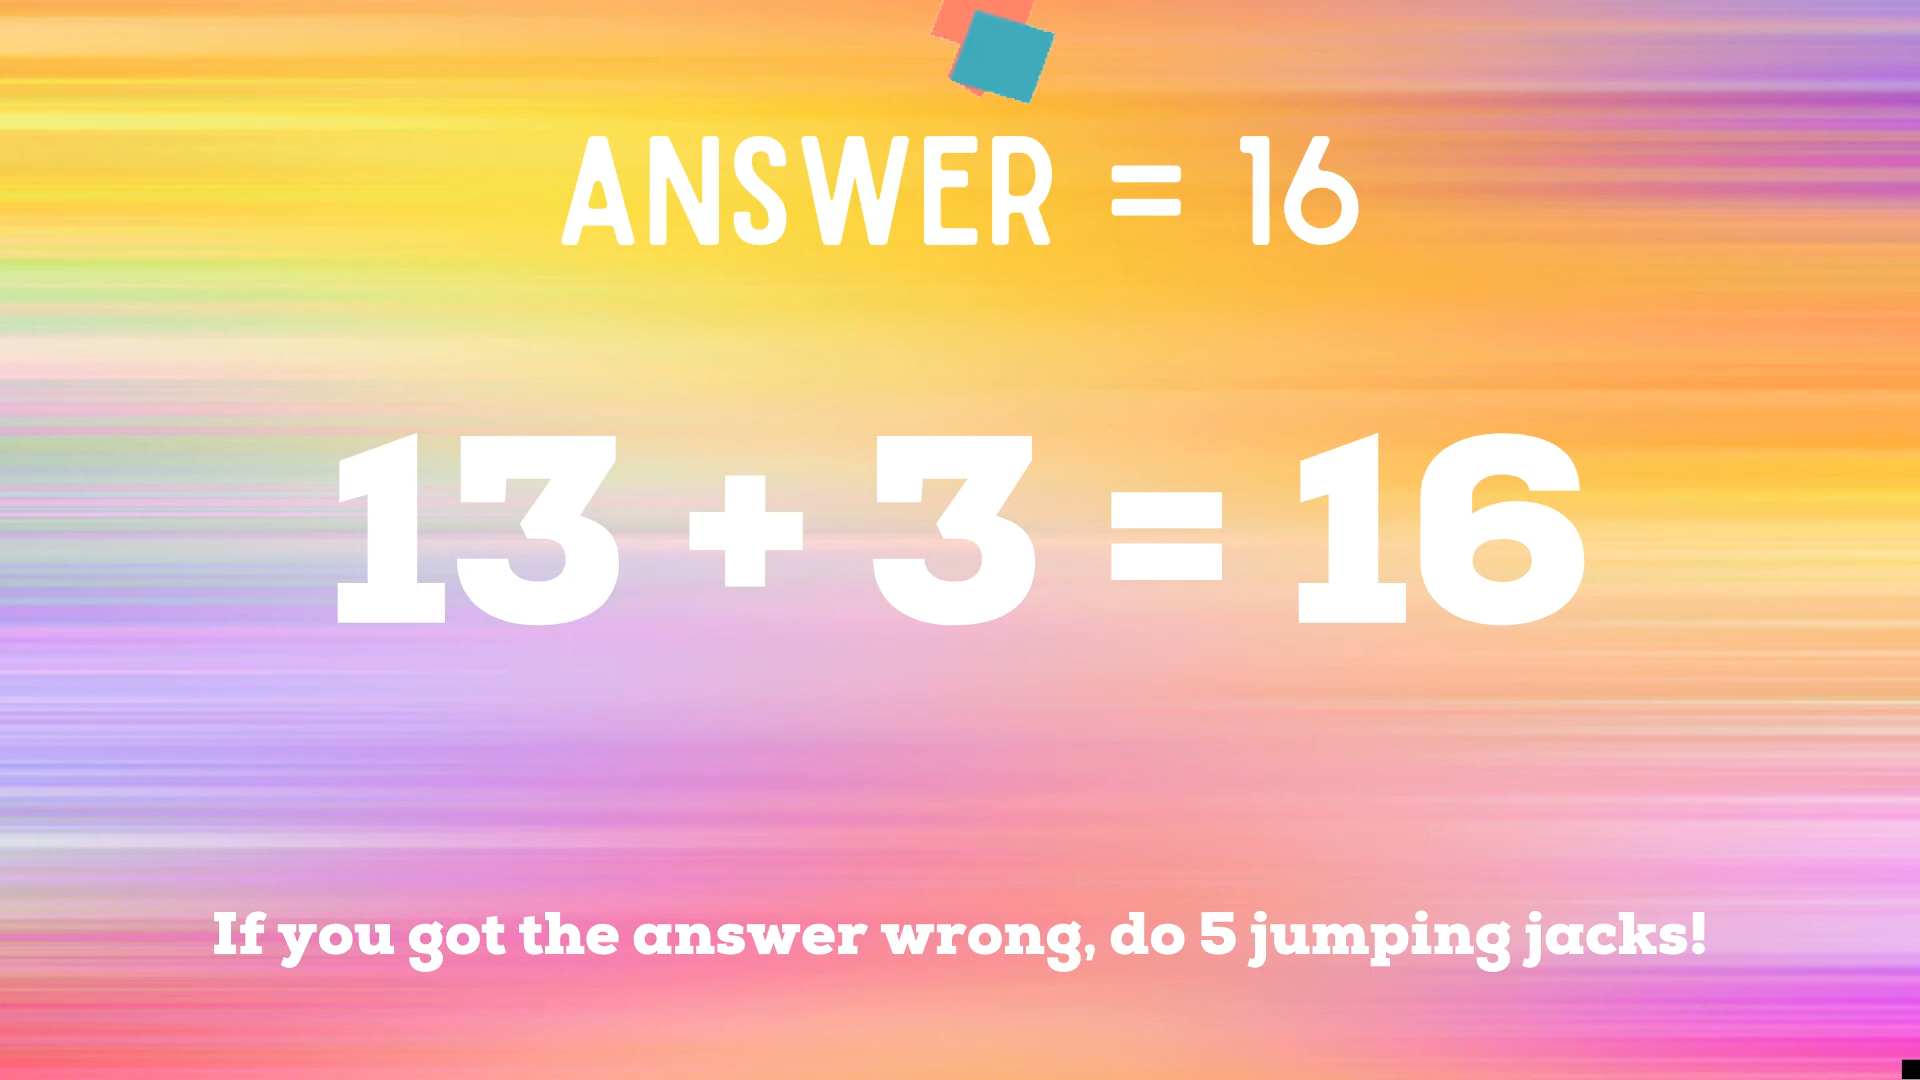 ANSWER = 16
13 + 3 = 16
If you got the answer wrong, do 5 jumping jacks!